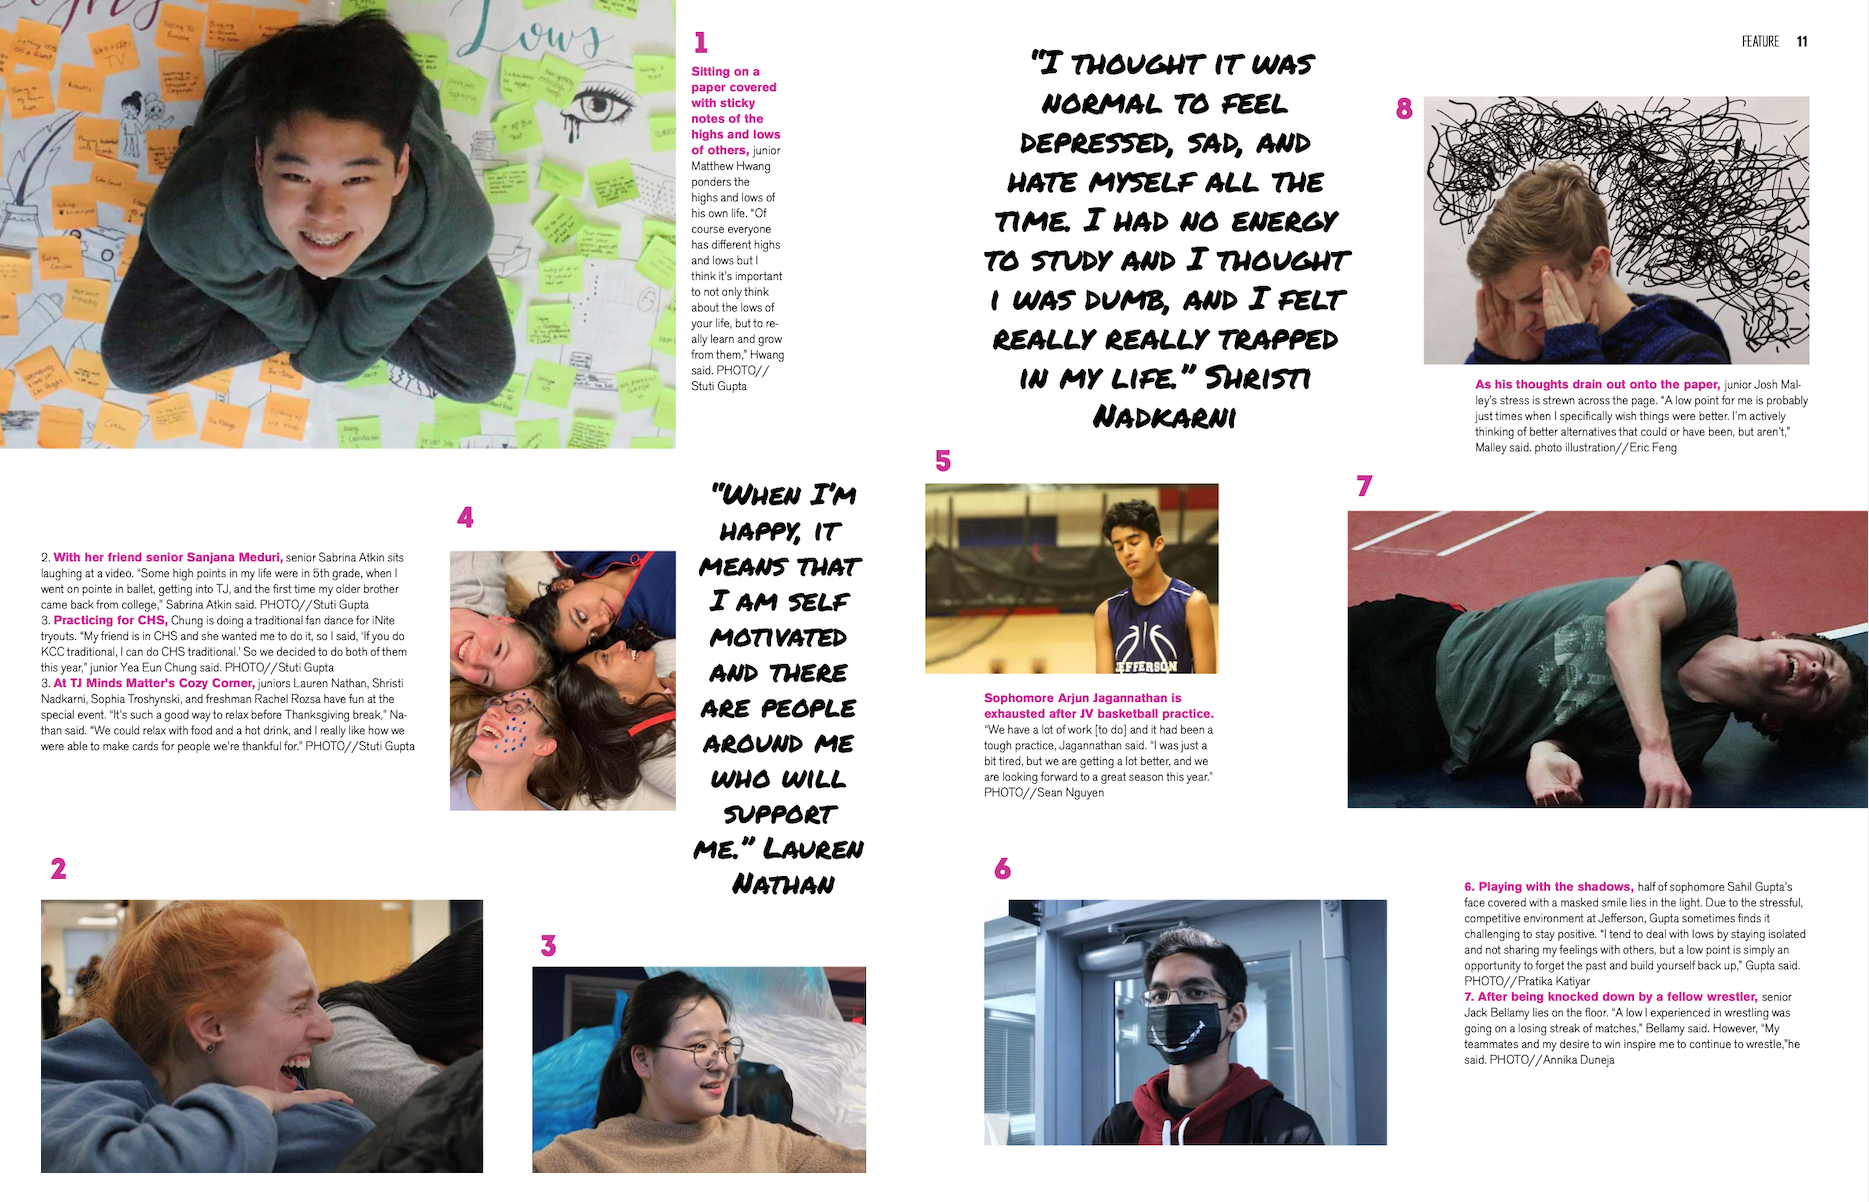 Lows
1
Sitting on a
paper covered
with sticky
notes of the
highs and lows
of others, junior
Matthew Hwang
ponders the
highs and lows of
his own life. “Of
course everyone
has different highs
and lows but I
think it’s important
to not only think
about the lows of
your life, but to re-
ally learn and grow
from them,” Hwang
said. PHOTO//
Stuti Gupta
2. With her friend senior Sanjana Meduri, senior Sabrina Atkin sits
laughing at a video. “Some high points in my life were in 5th grade, when I
went on pointe in ballet, getting into TJ, and the first time my older brother
came back from college,” Sabrina Atkin said. PHOTO//Stuti Gupta
3. Practicing for CHS, Chung is doing a traditional fan dance for iNite
tryouts. “My friend is in CHS and she wanted me to do it, so I said, ‘If you do
KCC traditional, I can do CHS traditional.’ So we decided to do both of them
this year,” junior Yea Eun Chung said. PHOTO//Stuti Gupta
3. At TJ Minds Matter’s Cozy Corner, juniors Lauren Nathan, Shristi
Nadkarni, Sophia Troshynski, and freshman Rachel Rozsa have fun at the
special event. “It’s such a good way to relax before Thanksgiving break,” Na-
than said. “We could relax with food and a hot drink, and I really like how we
were able to make cards for people we’re thankful for.” PHOTO//Stuti Gupta
4
“When I’m
happy, it
means that
I am self
motivated
and there
are people
around me
who will
support
me.” Lauren
Nathan
2
3
FEATURE 11
“I thought it was
normal to feel
depressed, sad, and
hate myself all the
time. I had no energy
to study and I thought
i was dumb, and I felt
really really trapped
in my life.” Shristi
Nadkarni
8
As his thoughts drain out onto the paper, junior Josh Mal-
ley’s stress is strewn across the page. “A low point for me is probably
just times when I specifically wish things were better. I’m actively
thinking of better alternatives that could or have been, but aren’t,”
Malley said. photo illustration//Eric Feng
5
JEFFERSON
Sophomore Arjun Jagannathan is
exhausted after JV basketball practice.
“We have a lot of work [to do] and it had been a
tough practice, Jagannathan said. “I was just a
bit tired, but we are getting a lot better, and we
are looking forward to a great season this year.”
PHOTO//Sean Nguyen
7
6
6. Playing with the shadows, half of sophomore Sahil Gupta’s
face covered with a masked smile lies in the light. Due to the stressful,
competitive environment at Jefferson, Gupta sometimes finds it
challenging to stay positive. “I tend to deal with lows by staying isolated
and not sharing my feelings with others, but a low point is simply an
opportunity to forget the past and build yourself back up,” Gupta said.
PHOTO//Pratika Katiyar
7. After being knocked down by a fellow wrestler, senior
Jack Bellamy lies on the floor. “A low I experienced in wrestling was
going on a losing streak of matches,” Bellamy said. However, “My
teammates and my desire to win inspire me to continue to wrestle,”he
said. PHOTO//Annika Duneja